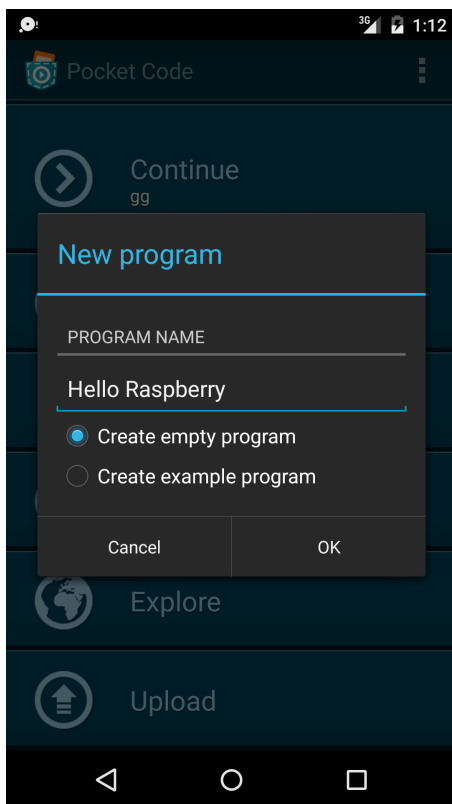 3G 1:12
Pocket Code
Continue
gg
New program
PROGRAM NAME
Hello Raspberry
Create empty program
Create example program
Cancel OK
Explore
Upload